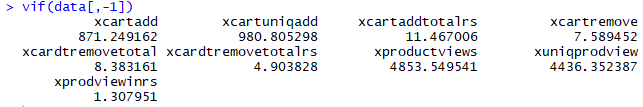 > vif(data[,-1])
xcartadd xcartuniqadd xcartaddtotalrs xcartremove
871.249162 980.805298 11.467006 7.589452
xcardtremovetotal xcardtremovetotalrs xproductviews xuniqprodview
8.383161 4.903828 4853.549541 4436.352387
xprodviewinrs
1.307951